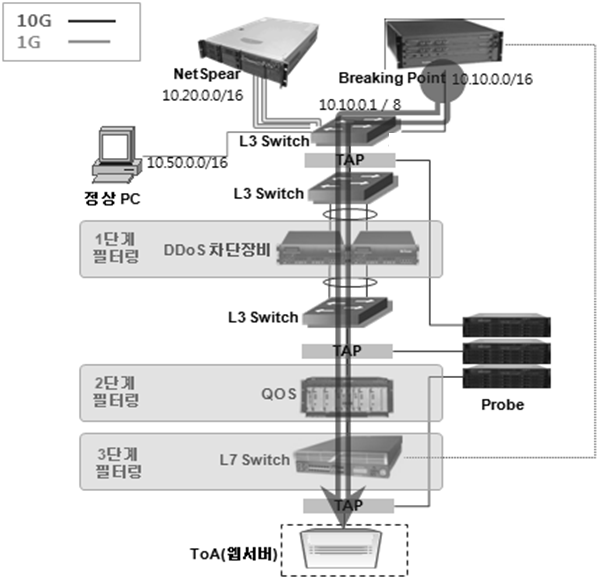 10G
1G
NetSpear
10.20.0.0/16
Breaking Point
10.10.0.0/16
10.10.0.1 / 8
L3 Switch
TAP
10.50.0.0/16
정상 PC
L3 Switch
1단계
필터링
DDoS 차단장비
L3 Switch
TAP
2단계
필터링
QOS
Probe
3단계
필터링
L7 Switch
TAP
ToA(웹서버)